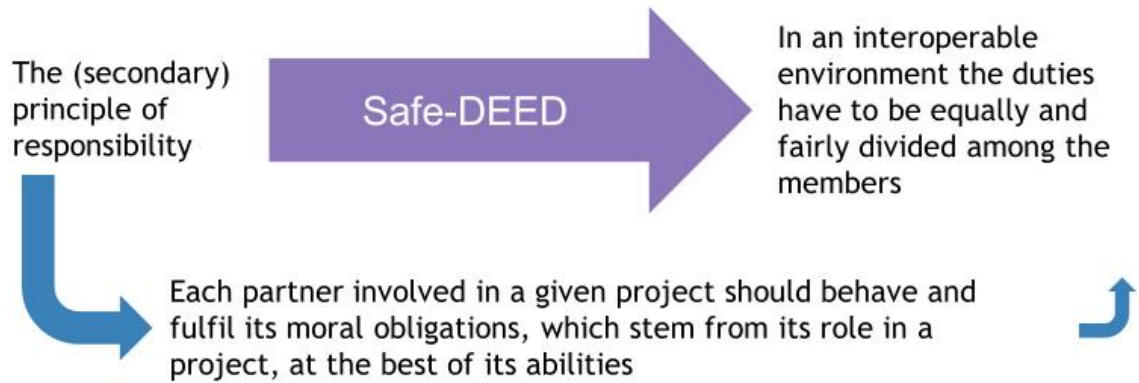 The (secondary)
principle of
responsibility
Safe-DEED
In an interoperable
environment the duties
have to be equally and
fairly divided among the
members
Each partner involved in a given project should behave and
fulfil its moral obligations, which stem from its role in a
project, at the best of its abilities